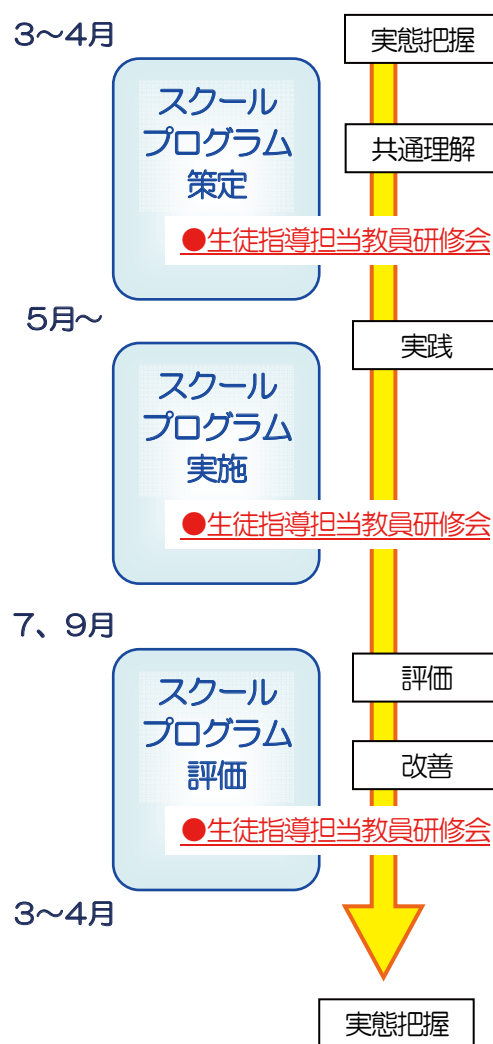 3～4月
実態把握
スクール
プログラム
策定
共通理解
●生徒指導担当教員研修会
5月～
実践
スクール
プログラム
実施
●生徒指導担当教員研修会
7、9月
評価
スクール
プログラム
評価
改善
●生徒指導担当教員研修会
3～4月
実態把握